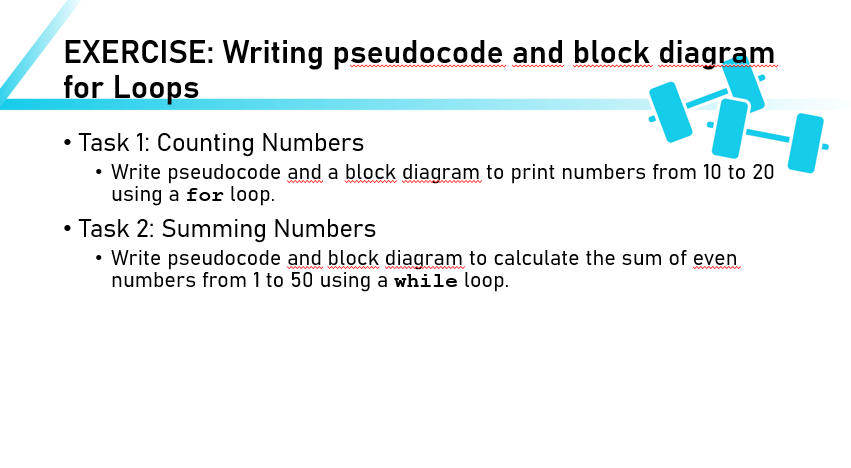 EXERCISE: Writing pseudocode and block diagram
for Loops
• Task 1: Counting Numbers
• Write pseudocode and a block diagram to print numbers from 10 to 20
using a for loop.
• Task 2: Summing Numbers
• Write pseudocode and block diagram to calculate the sum of even
numbers from 1 to 50 using a while loop.